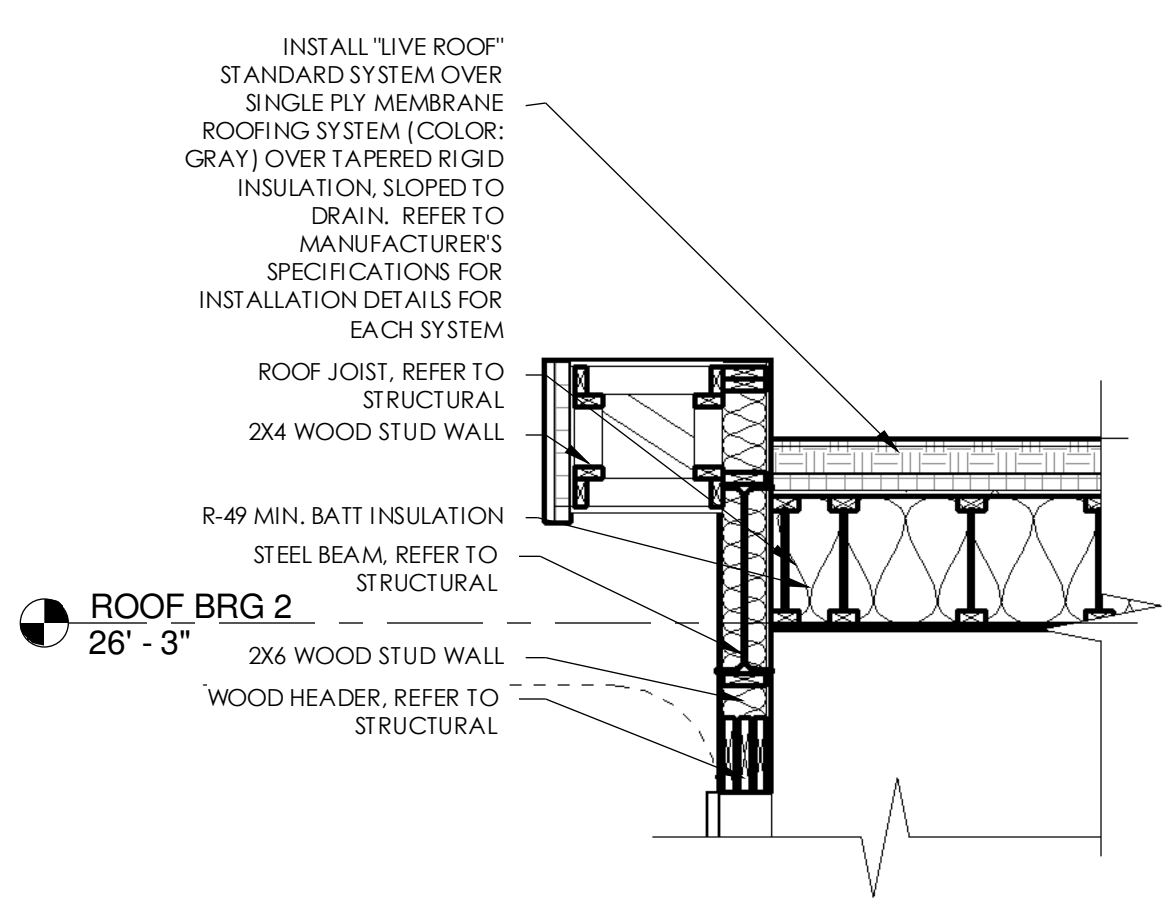 INSTALL "LIVE ROOF"
STANDARD SYSTEM OVER
SINGLE PLY MEMBRANE
ROOFING SYSTEM (COLOR:
GRAY) OVER TAPERED RIGID
INSULATION, SLOPED TO
DRAIN.  REFER TO
MANUFACTURER'S
SPECIFICATIONS FOR
INSTALLATION DETAILS FOR
EACH SYSTEM
ROOF JOIST, REFER TO
STRUCTURAL
2X4 WOOD STUD WALL
R-49 MIN. BATT INSULATION
STEEL BEAM, REFER TO
STRUCTURAL
ROOF BRG 2
26' - 3"
2X6 WOOD STUD WALL
WOOD HEADER, REFER TO
STRUCTURAL